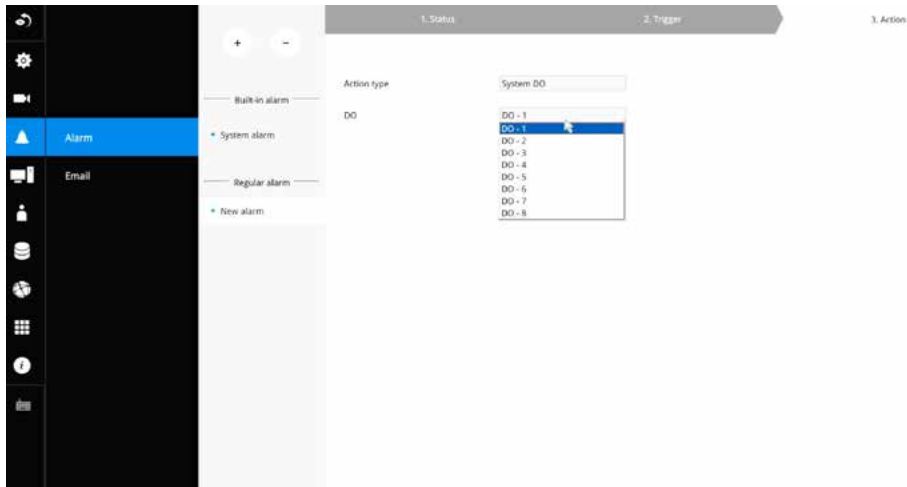 1. Status
2. Trigger
3. Action
+
-
Action type
System DO
Built-in alarm
DO
DO - 1
DO - 1
Alarm
System alarm
DO - 2
DO - 3
DO - 4
Email
Regular alarm
DO - 5
DO - 6
DO - 7
New alarm
DO - 8